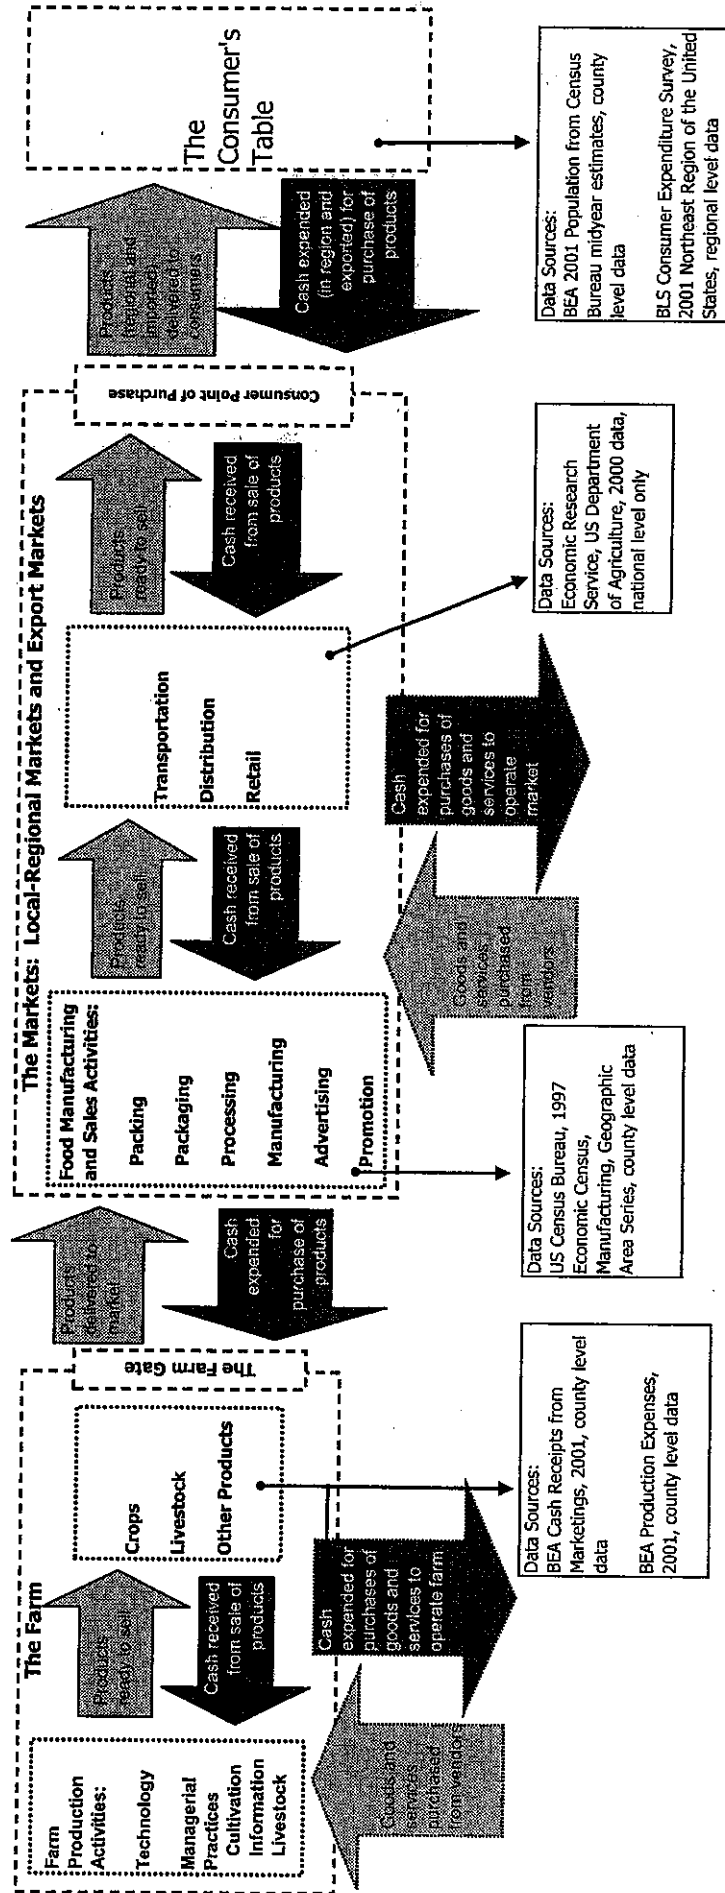 The Farm
Farm
Production
Activities:
Technology
Managerial
Practices
Cultivation
Information
Livestock
Products
ready to sell
Cash received
from sale of
products
Crops
Livestock
Other Products
The Farm Gate
Goods and
services
purchased
from vendors
Cash
expended for
purchases of
goods and
services to
operate farm
Data Sources:
BEA Cash Receipts from
Marketings, 2001, county level
data
BEA Production Expenses,
2001, county level data
Products
delivered to
market
Cash
expended
for
purchase of
products
The Markets: Local-Regional Markets and Export Markets
Food Manufacturing
and Sales Activities:
Packing
Packaging
Processing
Manufacturing
Advertising
Promotion
Data Sources:
US Census Bureau, 1997
Economic Census,
Manufacturing, Geographic
Area Series, county level data
Products
ready to sell
Cash received
from sale of
products
Goods and
services
purchased
from
vendors
Cash
expended for
purchases of
goods and
services to
operate
market
Transportation
Distribution
Retail
Data Sources:
Economic Research
Service, US Department
of Agriculture, 2000 data,
national level only
Products
ready to sell
Cash received
from sale of
products
Consumer Point of Purchase
Products
(regional and
imported)
delivered to
consumers
Cash expended
(in region and
exported) for
purchase of
products
The
Consumer's
Table
Data Sources:
BEA 2001 Population from Census
Bureau midyear estimates, county
level data
BLS Consumer Expenditure Survey,
2001 Northeast Region of the United
States, regional level data